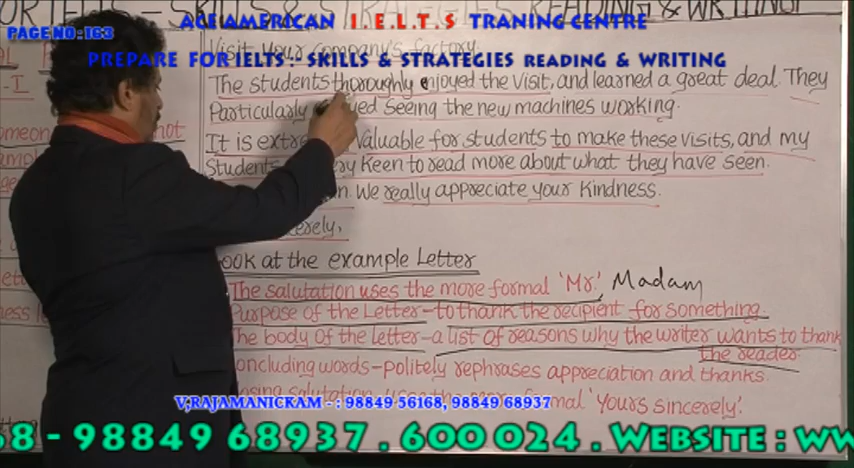 ACE AMERICAN I.E.L.T.S TRANING CENTRE
PAGE NO: 163
Visit Your Company's factory.
PREPARE FOR IELTS:- SKILLS & STRATEGIES READING & WRITING
The students thoroughly enjoyed the visit, and learned a great deal. They
Particularly seeing the new machines working.
It is valuable for students to make these visits, and my
Students Keen to read more about what they have seen.
We really appreciate your Kindness.
Look at the example Letter
The salutation uses the more formal 'Mr.' Madam
Purpose of the Letter-to thank the recipient for something
The body of the letter-a list of reasons why the writer wants to thank
the reader.
concluding words-politely rephrases appreciation and thanks.
V,RAJAMANICKAM -: 98849 56168, 98849 68937
formal 'Yours sincerely'.
8 - 98849 68937 . 600 024 . Website : ww